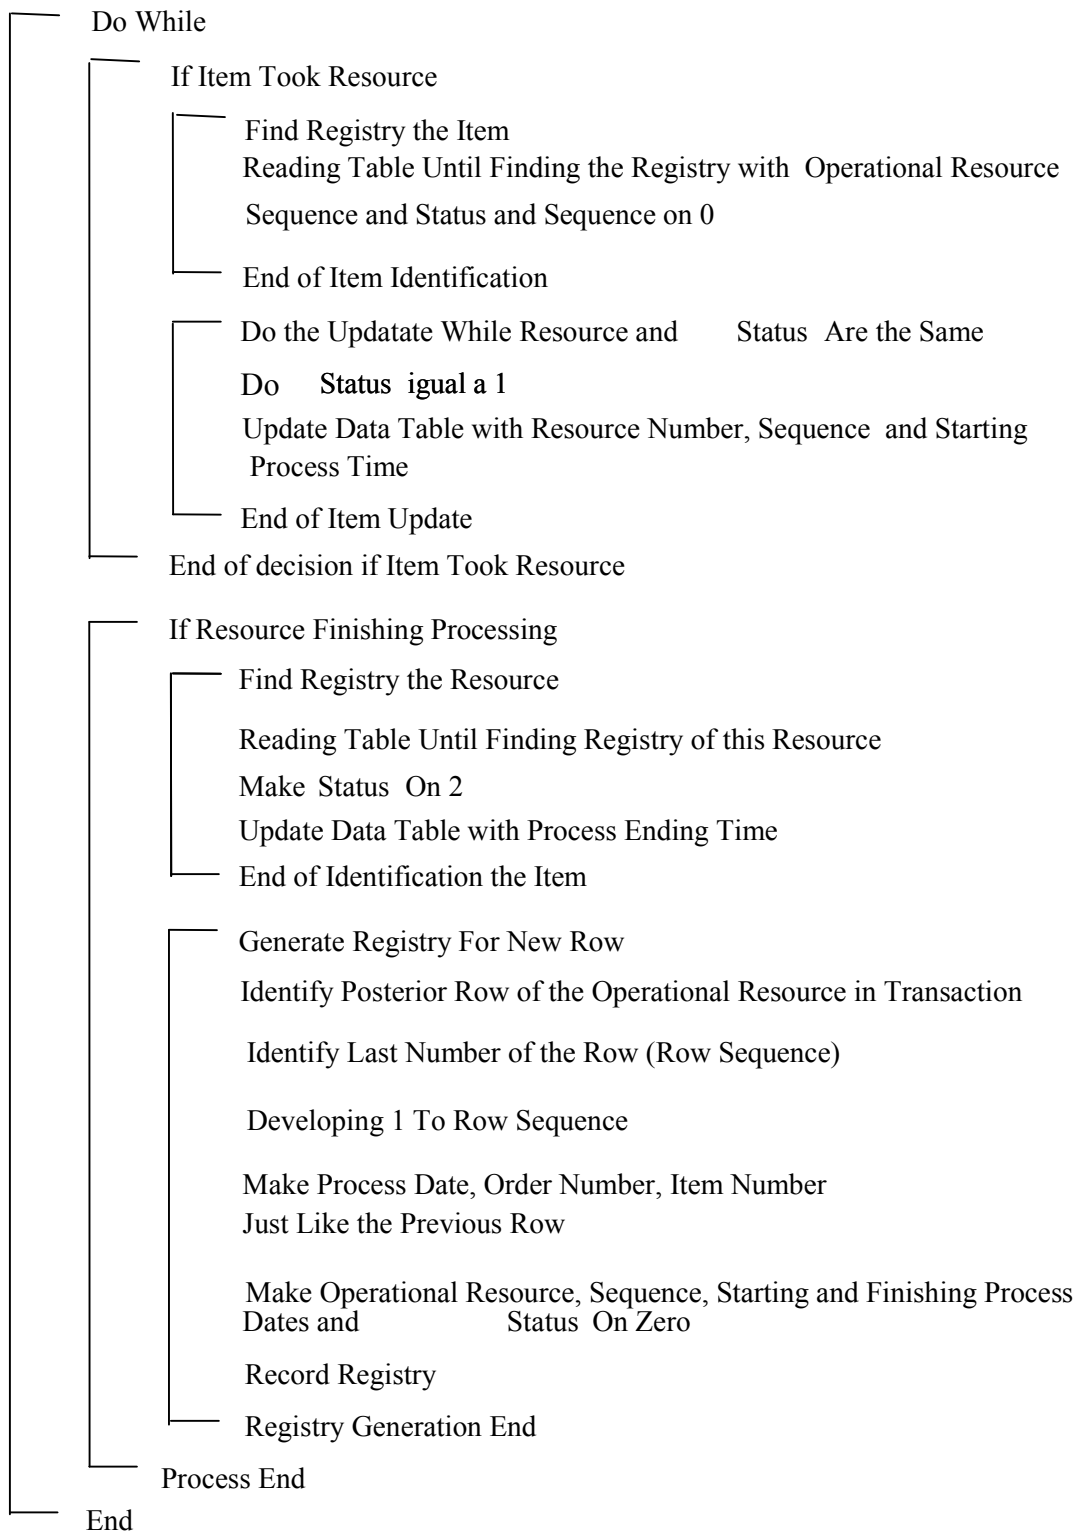 Do While
If Item Took Resource
Find Registry the Item
Reading Table Until Finding the Registry with Operational Resource
Sequence and Status and Sequence on 0
End of Item Identification
Do the Updatate While Resource and Status Are the Same
Do Status igual a 1
Update Data Table with Resource Number, Sequence and Starting
Process Time
End of Item Update
End of decision if Item Took Resource
If Resource Finishing Processing
Find Registry the Resource
Reading Table Until Finding Registry of this Resource
Make Status On 2
Update Data Table with Process Ending Time
End of Identification the Item
Generate Registry For New Row
Identify Posterior Row of the Operational Resource in Transaction
Identify Last Number of the Row (Row Sequence)
Developing 1 To Row Sequence
Make Process Date, Order Number, Item Number
Just Like the Previous Row
Make Operational Resource, Sequence, Starting and Finishing Process
Dates and Status On Zero
Record Registry
Registry Generation End
Process End
End